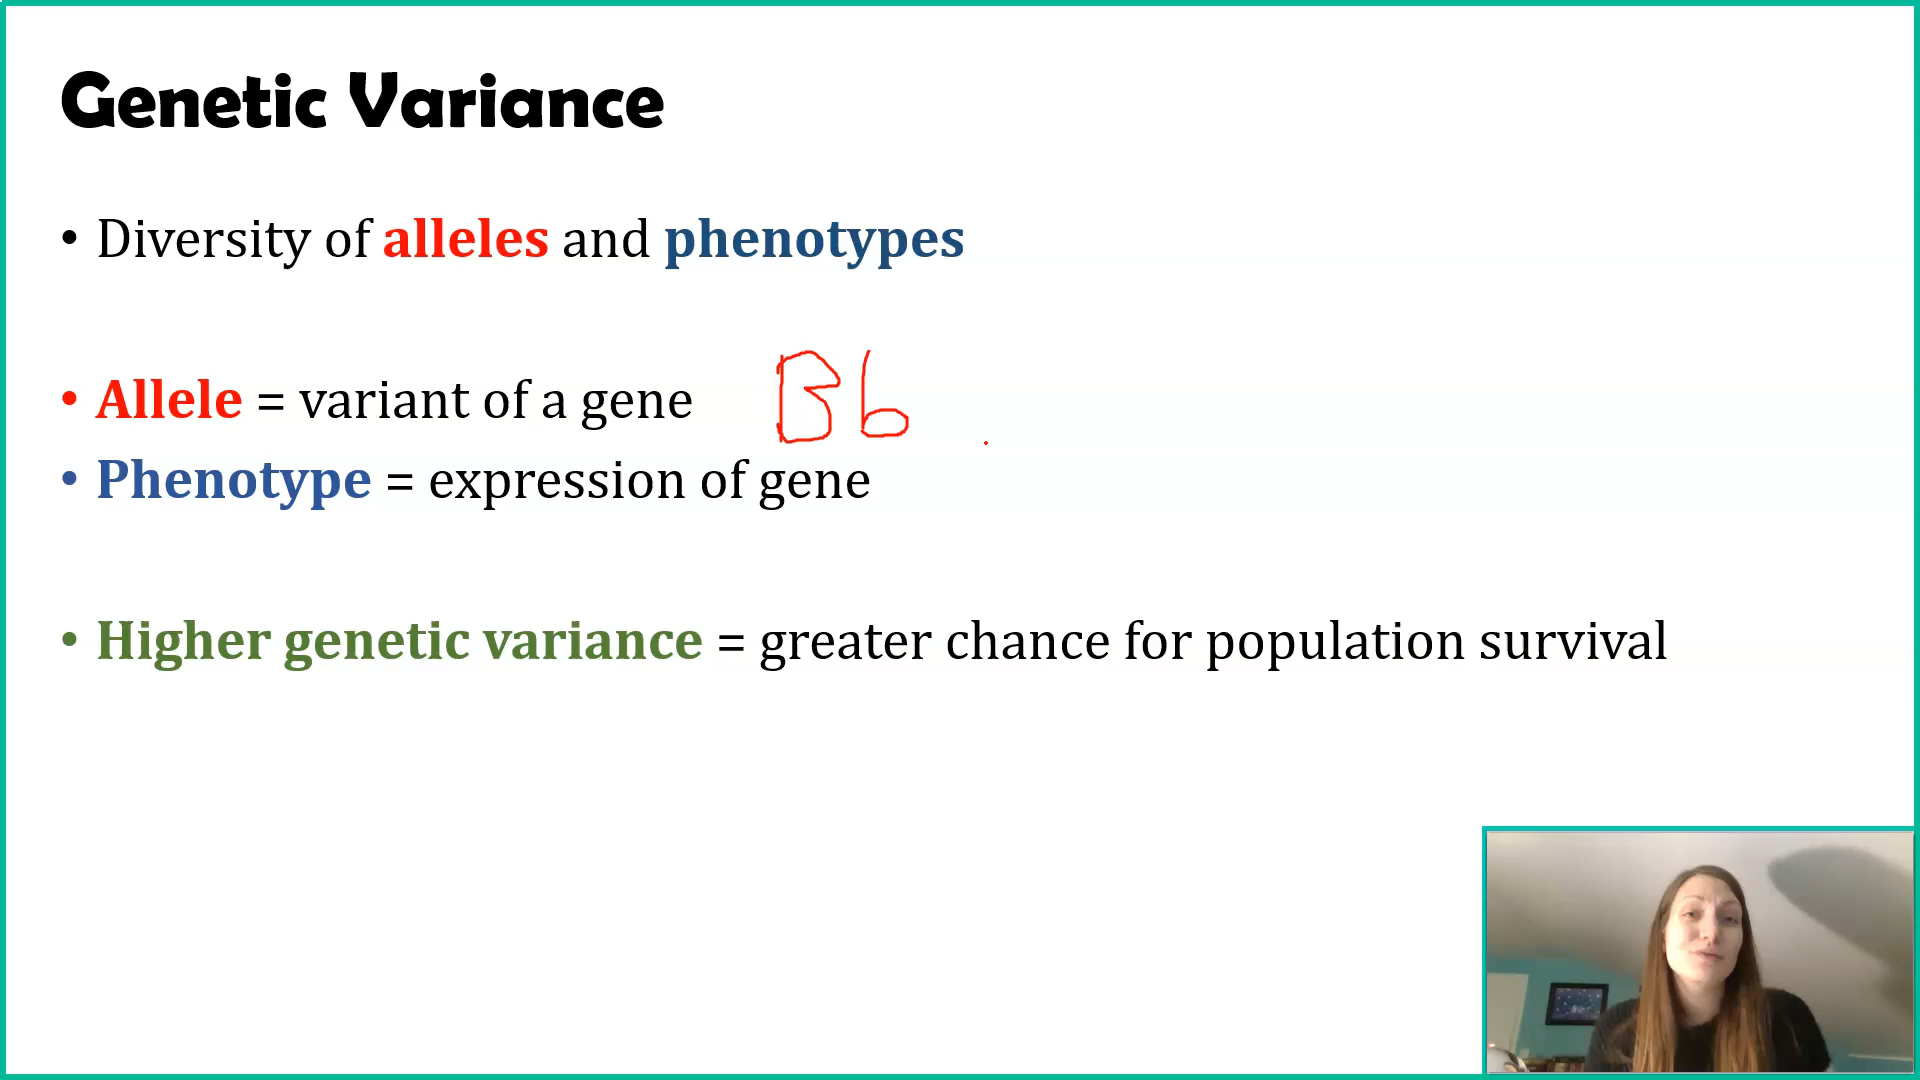 Genetic Variance
• Diversity of alleles and phenotypes
• Allele = variant of a gene Bb
• Phenotype = expression of gene
• Higher genetic variance = greater chance for population survival